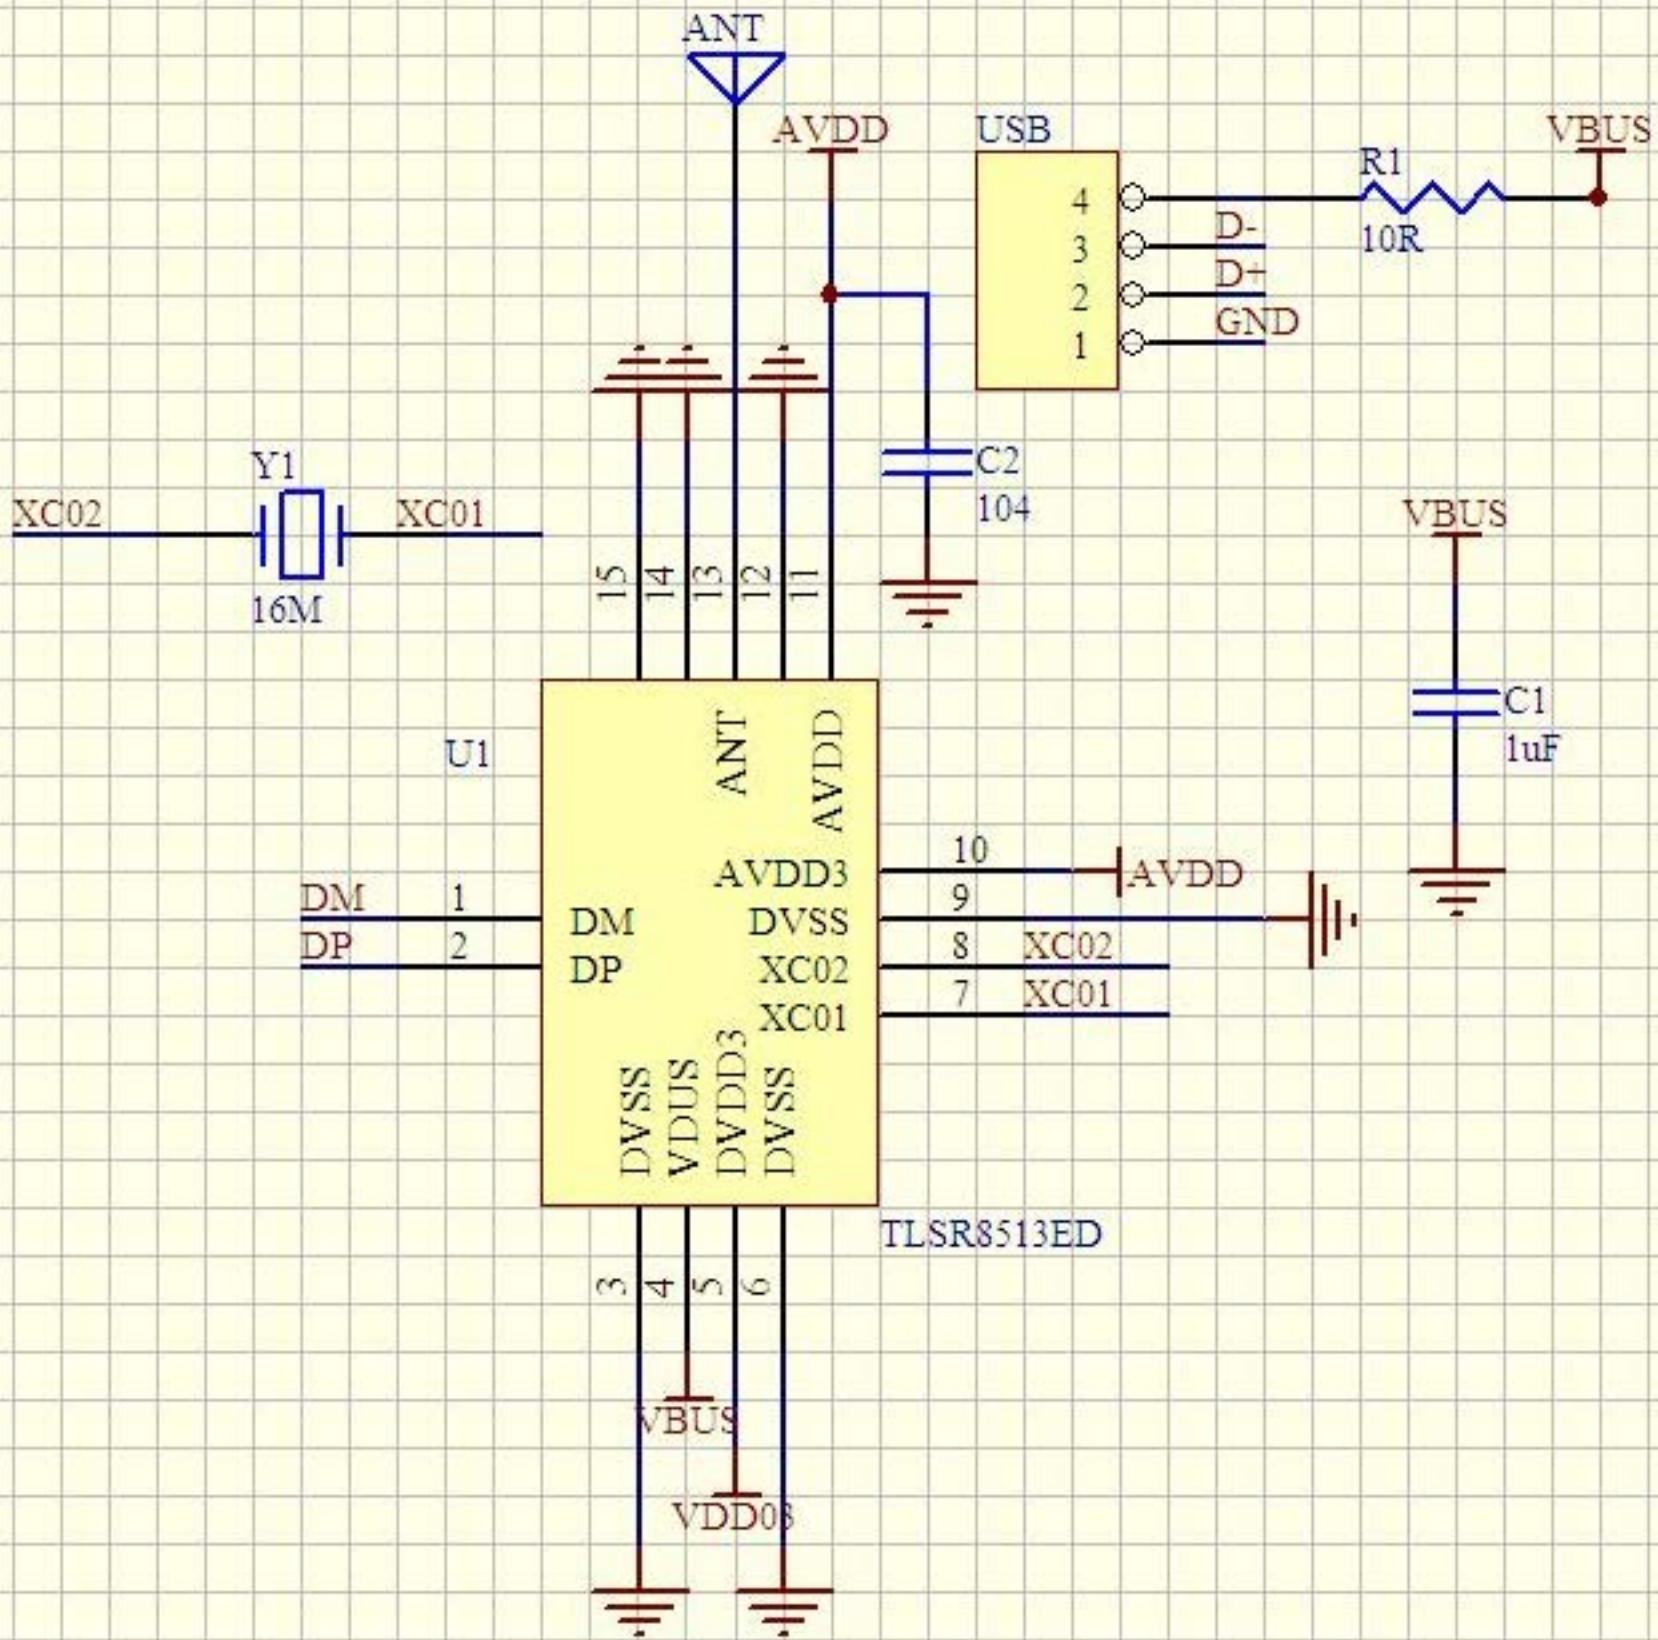 ANT
AVDD
USB
VBUS
R1
4
10R
D-
3
D+
2
GND
1
Y1
XC02
XC01
16M
C2
104
VBUS
15
14
13
12
11
C1
1uF
U1
ANT
AVDD
10
AVDD3
AVDD
DM
1
DM
9
DVSS
DP
2
DP
8
XC02
XC02
7
XC01
XC01
DVSS
VDUS
DVDD3
DVSS
TLSR8513ED
3
4
5
6
VBUS
VDD03